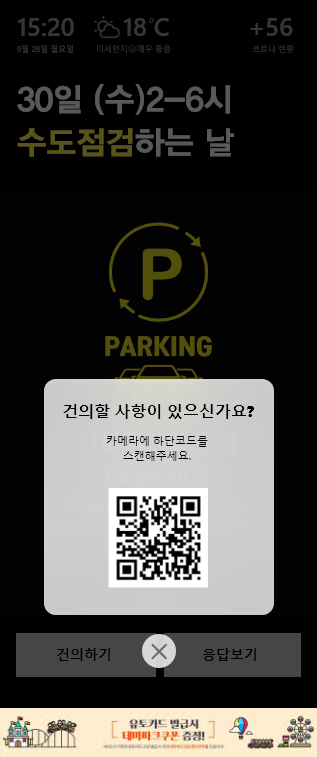 15:20
18℃
+56
9월 28일 월요일
미세먼지☺매우 좋음
코로나 현황
30일 (수)2-6시
수도점검하는 날
P
PARKING
건의할 사항이 있으신가요?
카메라에 하단코드를
스캔해주세요.
건의하기
응답보기
유토카드 발급시
테마파크쿠폰 증정!